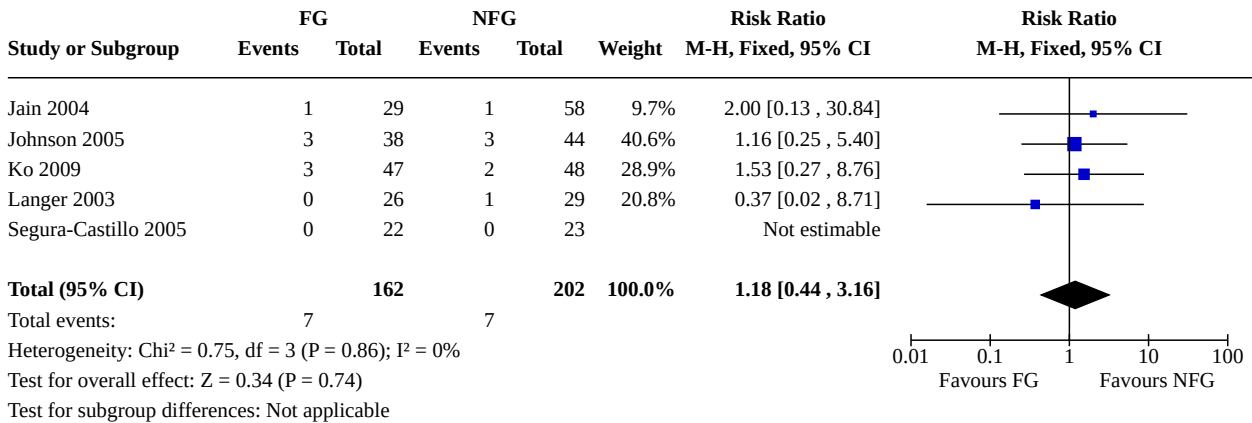 FG NFG Risk Ratio Risk Ratio
Study or Subgroup Events Total Events Total Weight M-H, Fixed, 95% CI M-H, Fixed, 95% CI
Jain 2004 1 29 1 58 9.7% 2.00 [0.13 , 30.84]
Johnson 2005 3 38 3 44 40.6% 1.16 [0.25 , 5.40]
Ko 2009 3 47 2 48 28.9% 1.53 [0.27 , 8.76]
Langer 2003 0 26 1 29 20.8% 0.37 [0.02 , 8.71]
Segura-Castillo 2005 0 22 0 23 Not estimable
Total (95% CI) 162 202 100.0% 1.18 [0.44 , 3.16]
Total events: 7 7
Heterogeneity: Chi² = 0.75, df = 3 (P = 0.86); I² = 0%
0.01 0.1 1 10 100
Test for overall effect: Z = 0.34 (P = 0.74) Favours FG Favours NFG
Test for subgroup differences: Not applicable